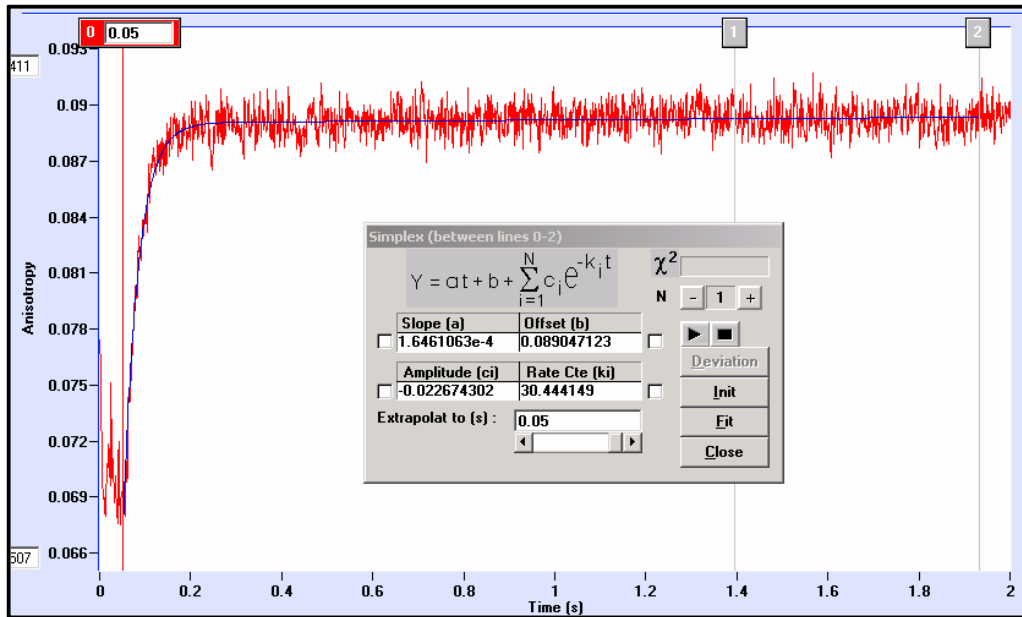 0 0.05 1 2
0.093
411
0.09
0.087
0.084
0.081
0.078
0.075
0.072
0.069
507
0.066
Anisotropy
0 0.2 0.4 0.6 0.8 1 1.2 1.4 1.6 1.8 2
Time (s)
Simplex (between lines 0-2)
Y = at + b + N Σ i=1 c_i e^-k_i t
χ²
N - 1 +
Slope (a) Offset (b)
1.6461063e-4 0.089047123
Deviation
Amplitude (ci) Rate Cte (ki)
-0.022674302 30.444149
Init
Extrapolat to (s) : 0.05
Fit
Close